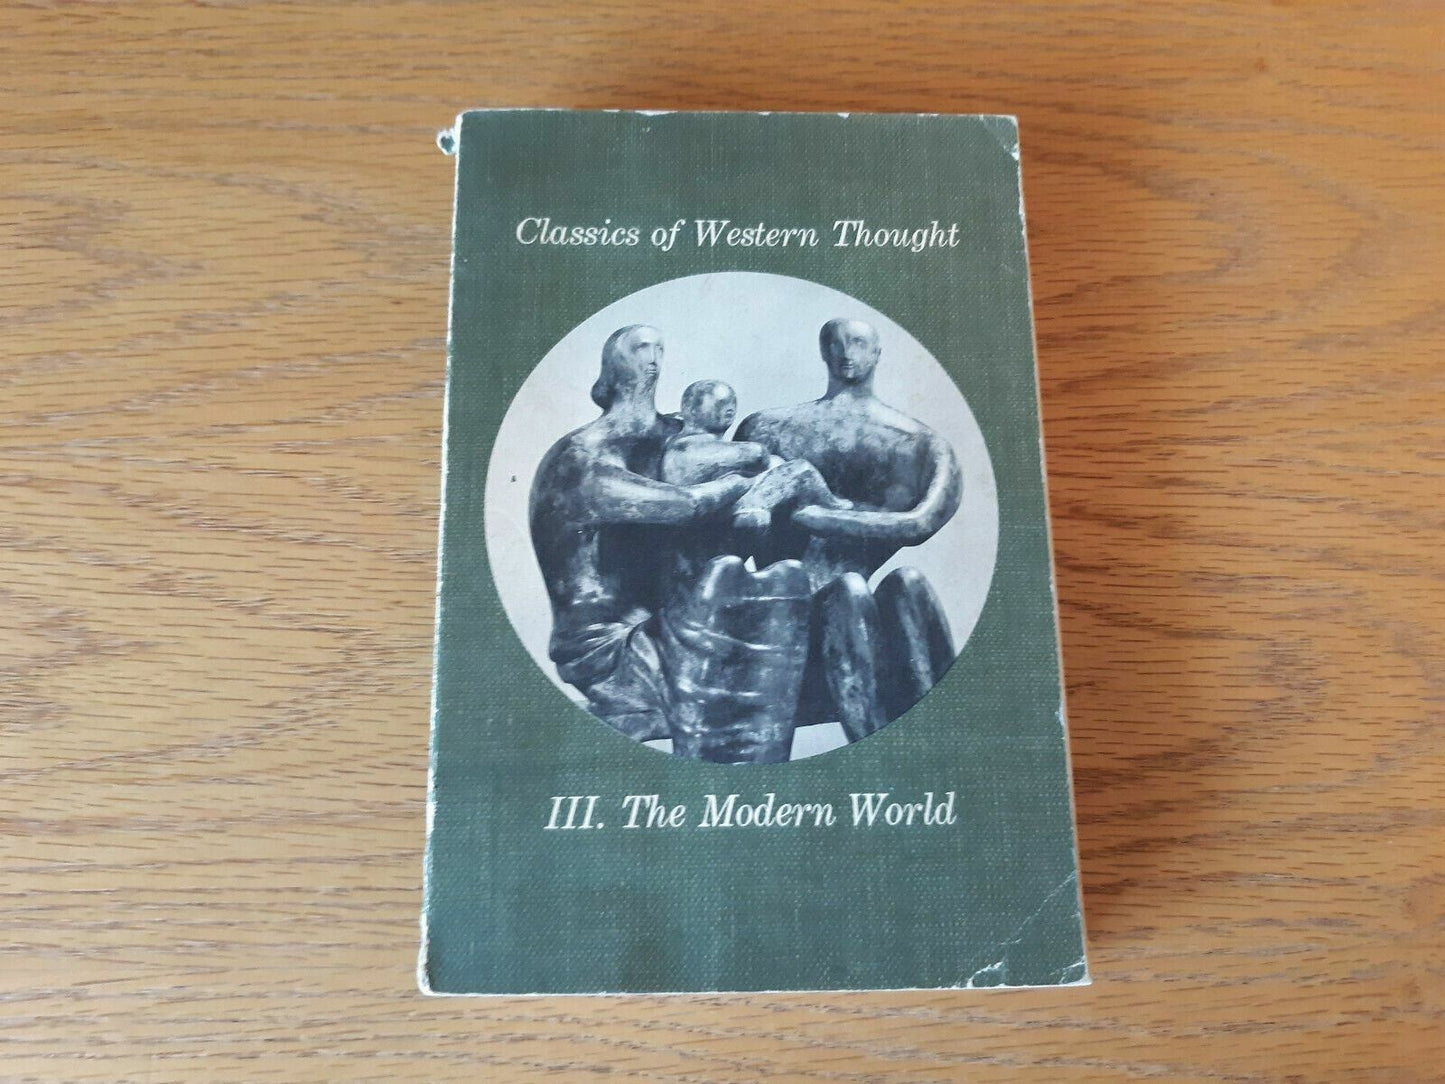 Classics of Western Thought
III. The Modern World